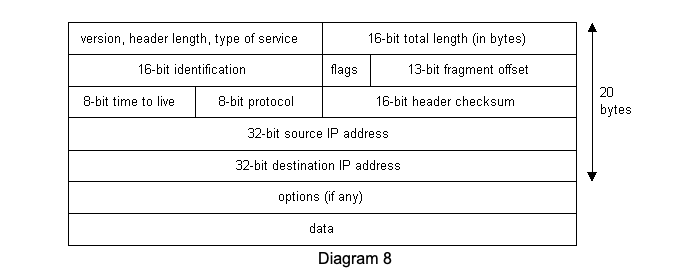 version, header length, type of service 16-bit total length (in bytes)
16-bit identification flags 13-bit fragment offset
8-bit time to live 8-bit protocol 16-bit header checksum
20
bytes
32-bit source IP address
32-bit destination IP address
options (if any)
data
Diagram 8